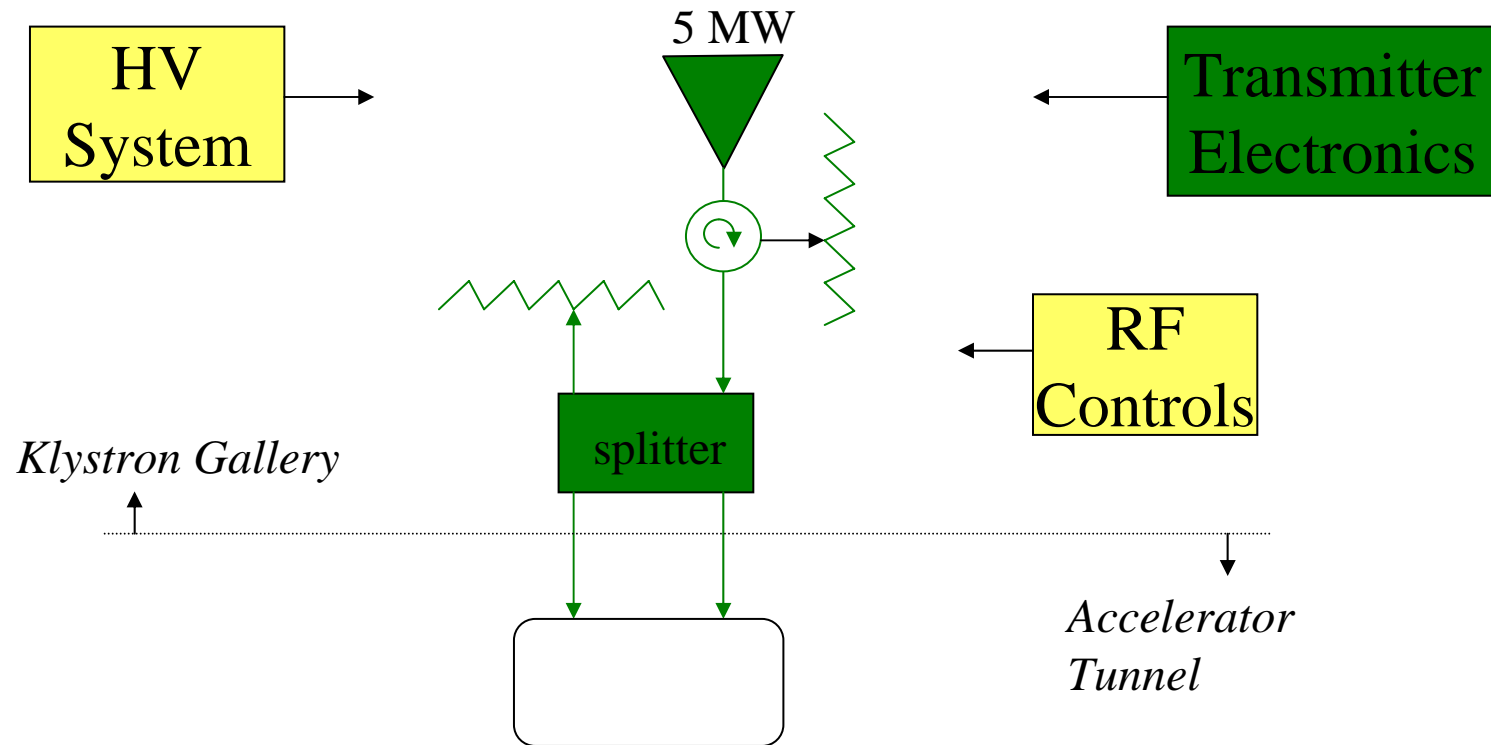 5 MW
HV
System
Transmitter
Electronics
RF
Controls
splitter
Klystron Gallery
Accelerator
Tunnel